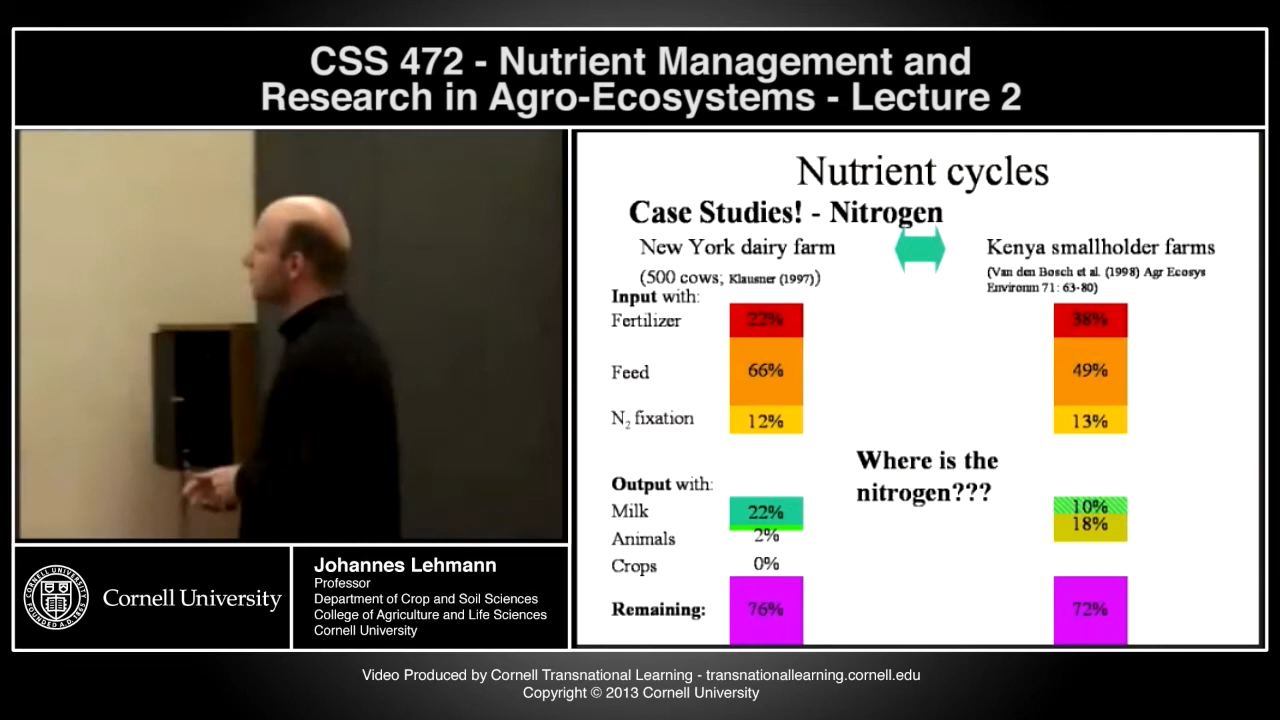 CSS 472 - Nutrient Management and
Research in Agro-Ecosystems - Lecture 2
Nutrient cycles
Case Studies! - Nitrogen
New York dairy farm
(500 cows; Klausner (1997))
Kenya smallholder farms
(Van den Bosch et al. (1998) Agr Ecosys
Environm 71: 63-80)
Input with:
Fertilizer 22% 38%
Feed 66% 49%
N2 fixation 12% 13%
Where is the
nitrogen???
Output with:
Milk 22% 10%
Animals 2% 18%
Crops 0%
Remaining: 76% 72%
Cornell University
Johannes Lehmann
Professor
Department of Crop and Soil Sciences
College of Agriculture and Life Sciences
Cornell University
Video Produced by Cornell Transnational Learning - transnationallearning.cornell.edu
Copyright © 2013 Cornell University